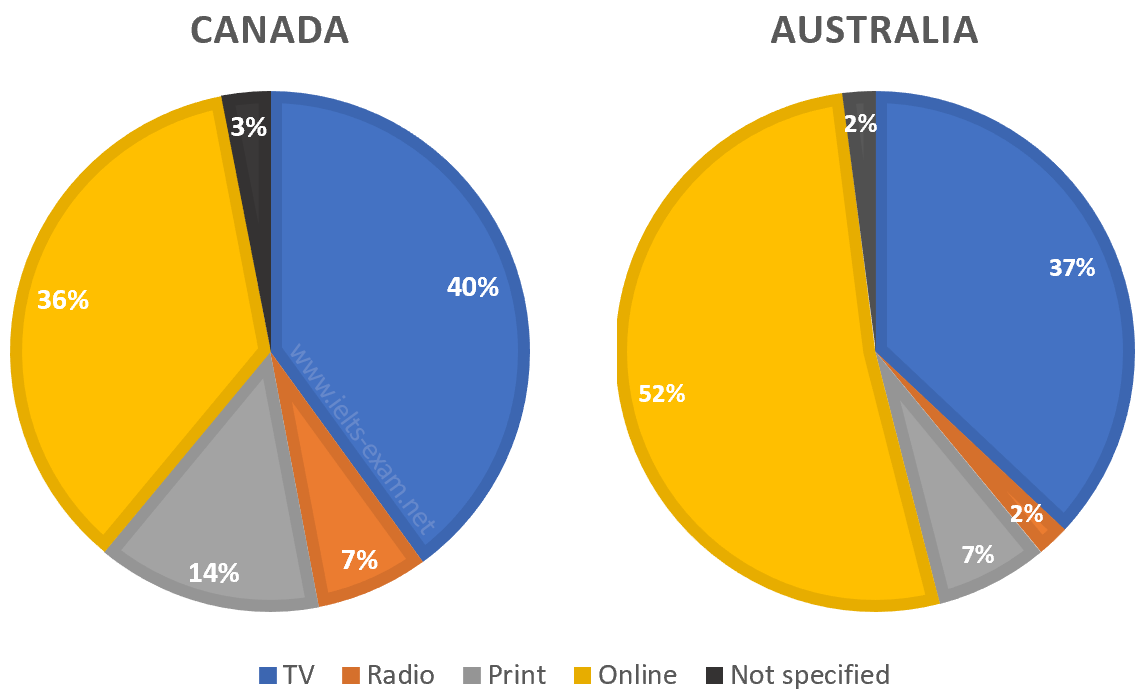 CANADA
AUSTRALIA
3%
40%
36%
14%
7%
www.ielts-exam.net
2%
37%
52%
2%
7%
TV Radio Print Online Not specified